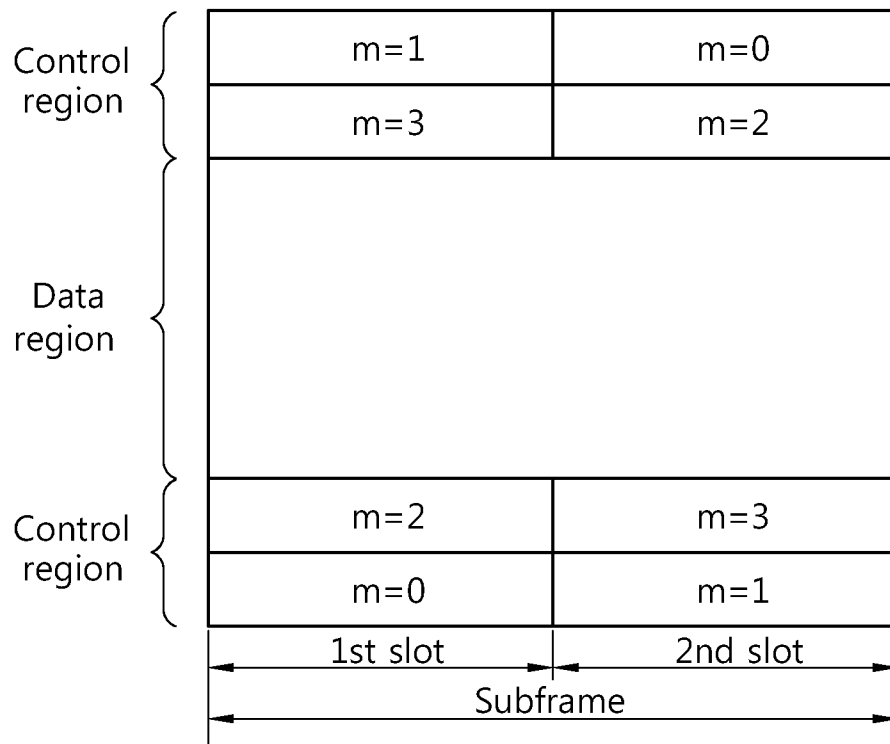 Control
region
m=1
m=0
m=3
m=2
Data
region
Control
region
m=2
m=3
m=0
m=1
1st slot
2nd slot
Subframe